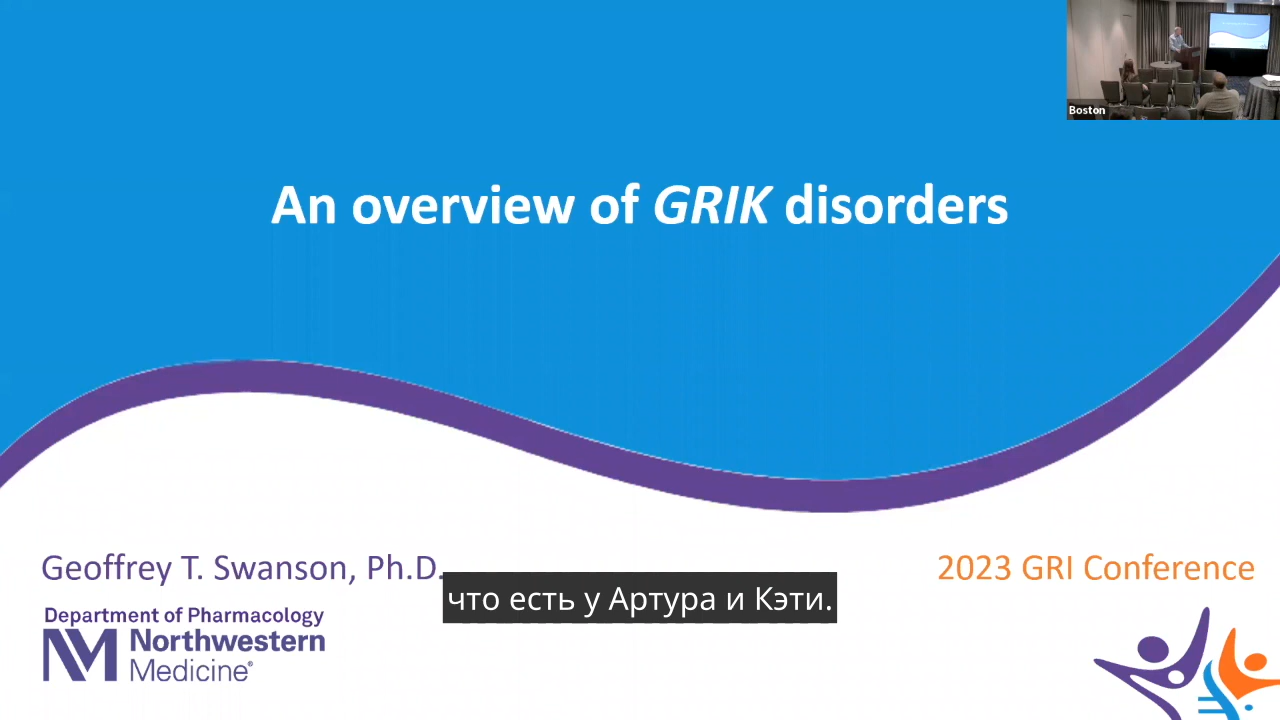 Boston
An overview of GRIK disorders
Geoffrey T. Swanson, Ph.D.
2023 GRI Conference
что есть у Артура и Кэти.
Department of Pharmacology
NM Northwestern
Medicine®